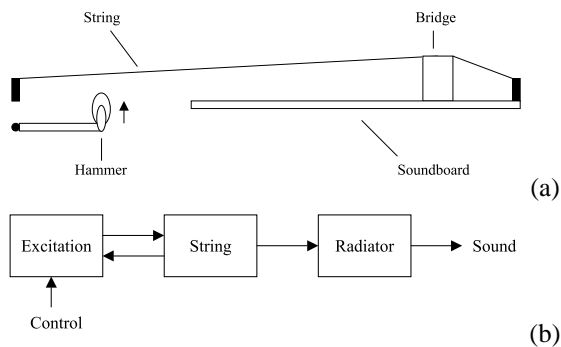 String
Bridge
Hammer
Soundboard
(a)
Excitation
String
Radiator
Sound
Control
(b)